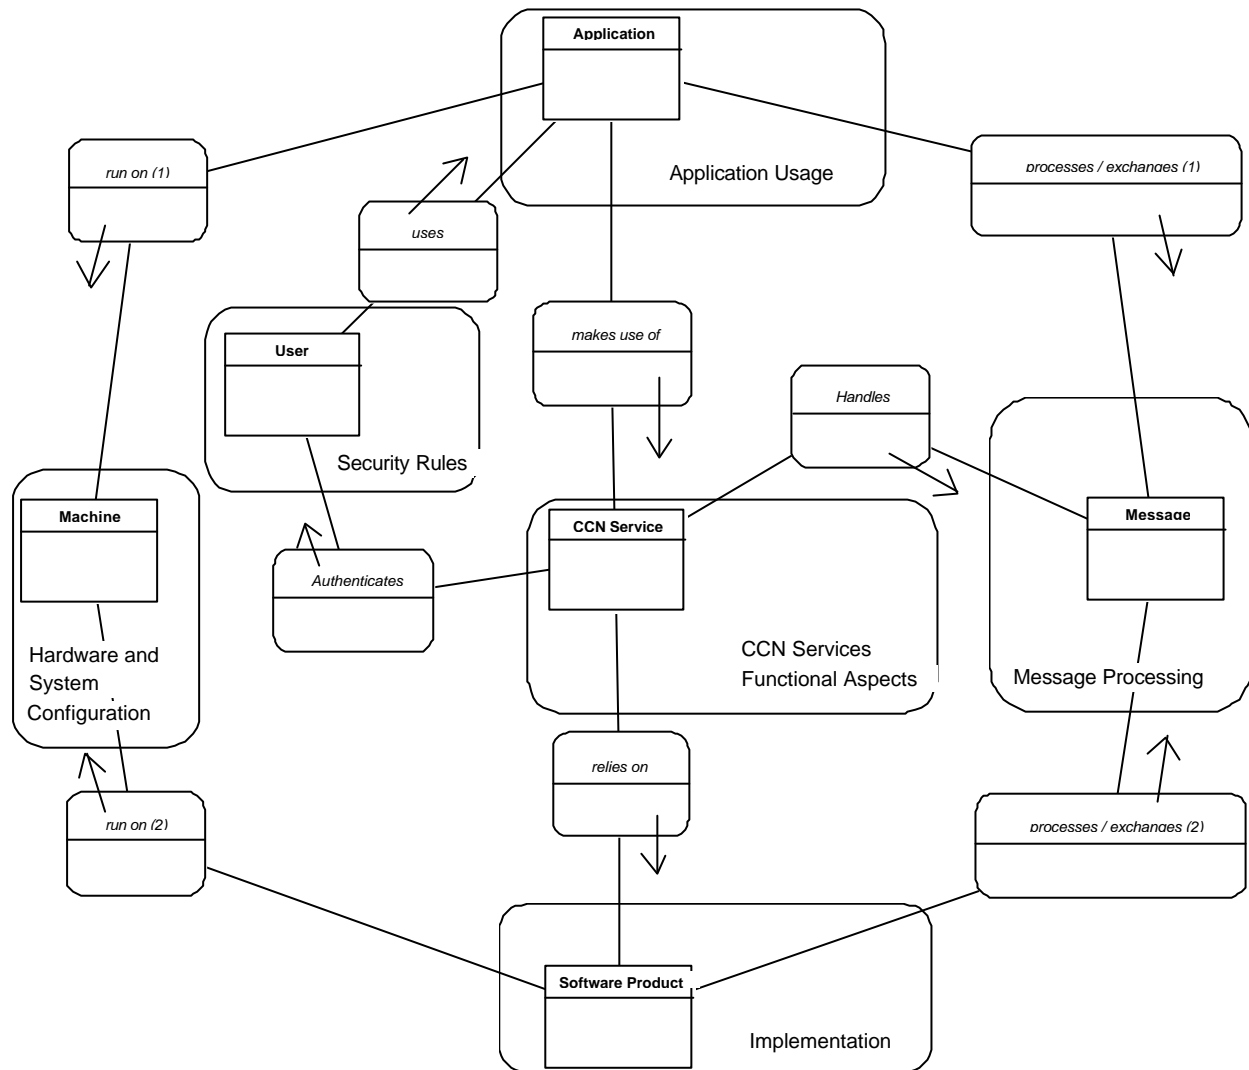 Application
Application Usage
run on (1)
processes / exchanges (1)
uses
makes use of
User
Security Rules
Handles
Machine
Hardware and
System
Configuration
CCN Service
CCN Services
Functional Aspects
Message
Message Processing
Authenticates
relies on
run on (2)
processes / exchanges (2)
Software Product
Implementation